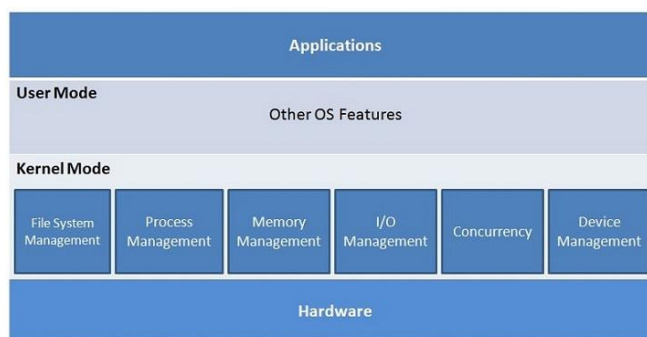 Applications
User Mode
Other OS Features
Kernel Mode
File System
Management
Process
Management
Memory
Management
I/O
Management
Concurrency
Device
Management
Hardware